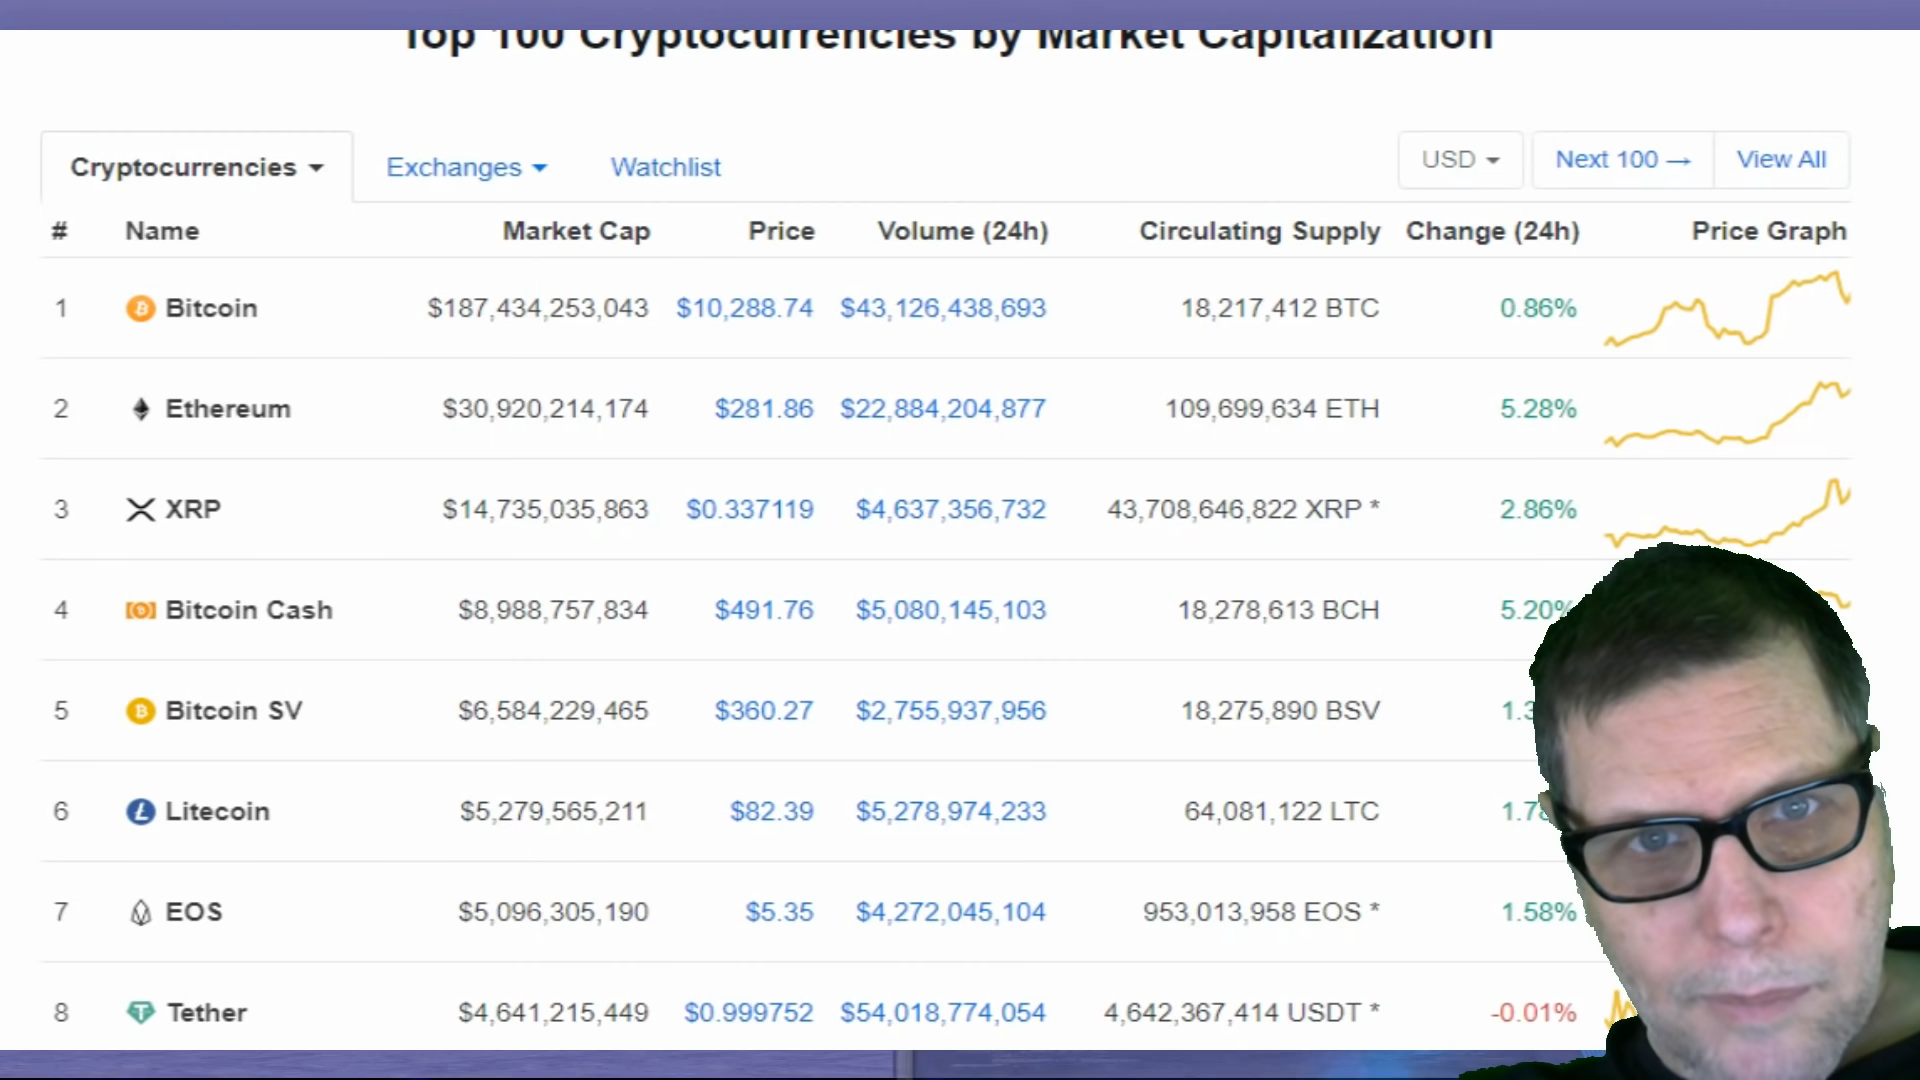 Top 100 Cryptocurrencies by Market Capitalization
Cryptocurrencies Exchanges Watchlist USD Next 100 → View All
# Name Market Cap Price Volume (24h) Circulating Supply Change (24h) Price Graph
1 Bitcoin $187,434,253,043 $10,288.74 $43,126,438,693 18,217,412 BTC 0.86%
2 Ethereum $30,920,214,174 $281.86 $22,884,204,877 109,699,634 ETH 5.28%
3 XRP $14,735,035,863 $0.337119 $4,637,356,732 43,708,646,822 XRP * 2.86%
4 Bitcoin Cash $8,988,757,834 $491.76 $5,080,145,103 18,278,613 BCH 5.20%
5 Bitcoin SV $6,584,229,465 $360.27 $2,755,937,956 18,275,890 BSV
6 Litecoin $5,279,565,211 $82.39 $5,278,974,233 64,081,122 LTC
7 EOS $5,096,305,190 $5.35 $4,272,045,104 953,013,958 EOS * 1.58%
8 Tether $4,641,215,449 $0.999752 $54,018,774,054 4,642,367,414 USDT * -0.01%